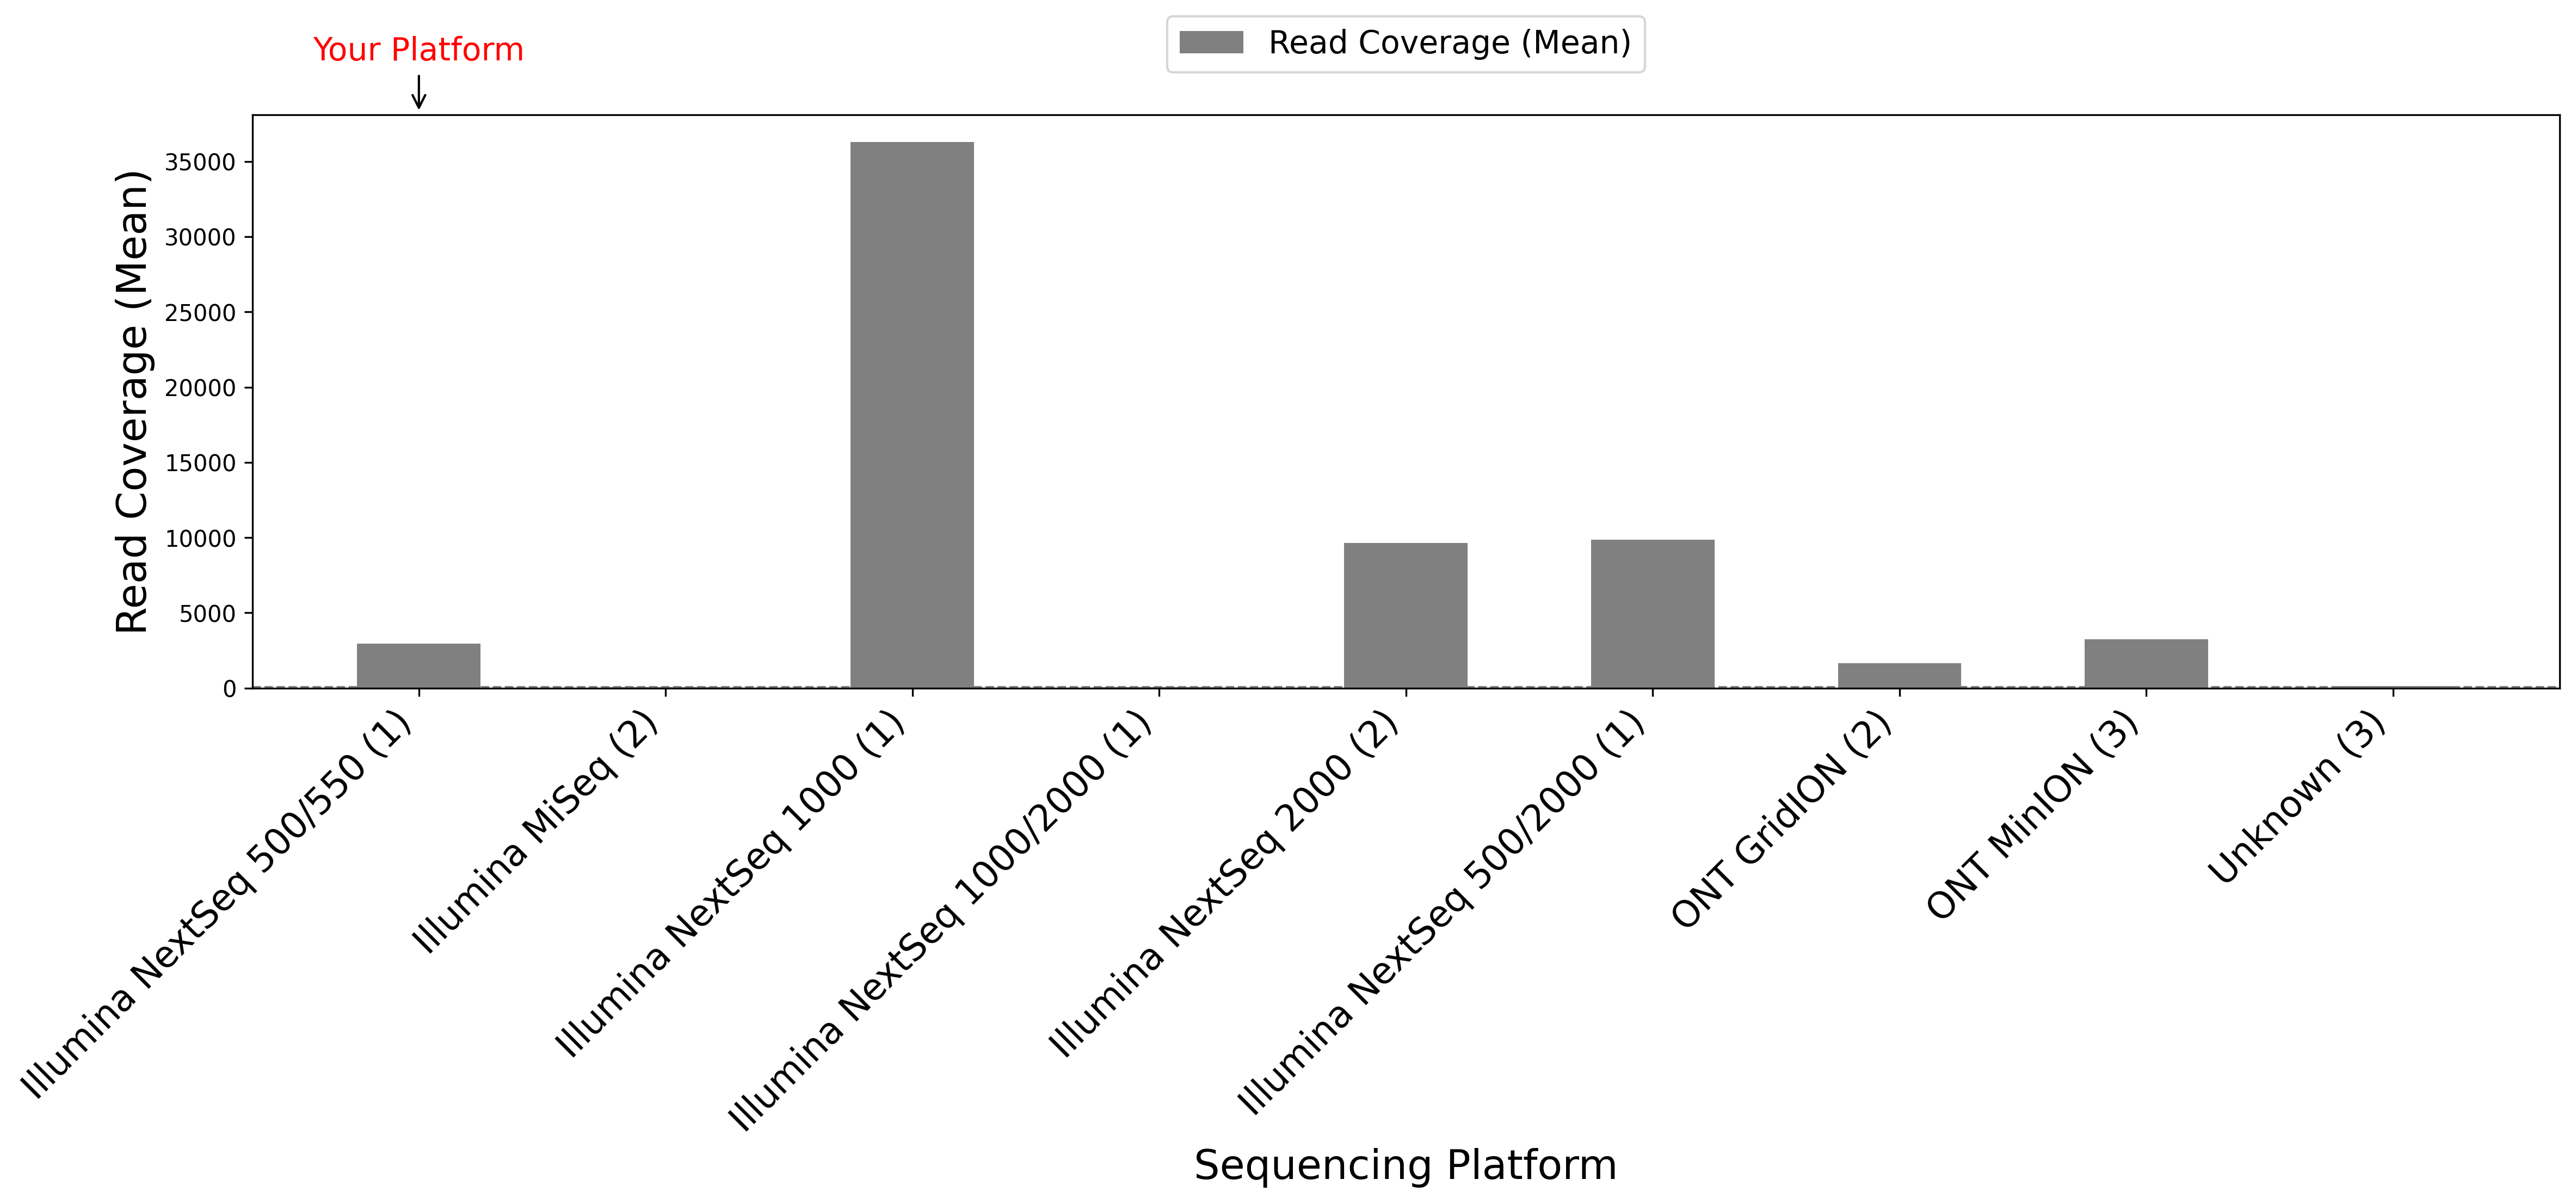 Your Platform
Read Coverage (Mean)
Read Coverage (Mean)
35000
30000
25000
20000
15000
10000
5000
0
Illumina NextSeq 500/550 (1)
Illumina MiSeq (2)
Illumina NextSeq 1000 (1)
Illumina NextSeq 1000/2000 (1)
Illumina NextSeq 2000 (2)
Illumina NextSeq 500/2000 (1)
ONT GridION (2)
ONT MinION (3)
Unknown (3)
Sequencing Platform